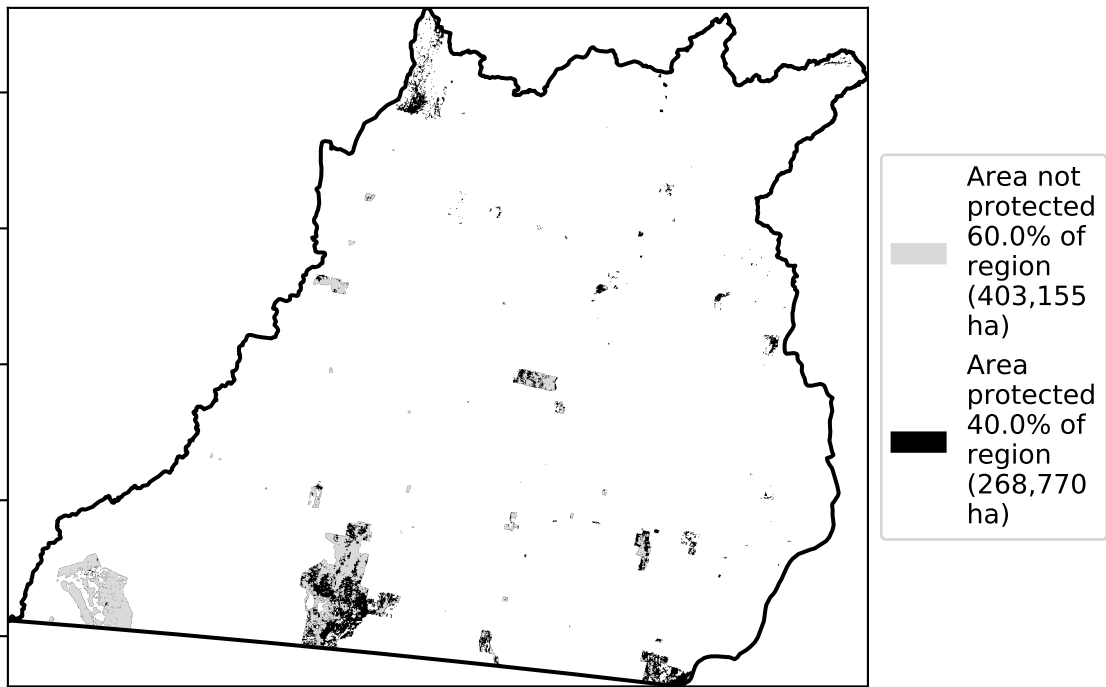 Area not
protected
60.0% of
region
(403,155
ha)
Area
protected
40.0% of
region
(268,770
ha)